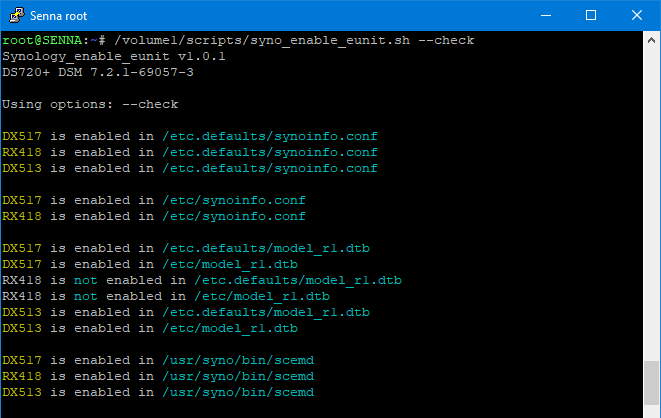 Senna root
root@SENNA:~# /volume1/scripts/syno_enable_eunit.sh --check
Synology_enable_eunit v1.0.1
DS720+ DSM 7.2.1-69057-3
Using options: --check
DX517 is enabled in /etc.defaults/synoinfo.conf
RX418 is enabled in /etc.defaults/synoinfo.conf
DX513 is enabled in /etc.defaults/synoinfo.conf
DX517 is enabled in /etc/synoinfo.conf
RX418 is enabled in /etc/synoinfo.conf
DX517 is enabled in /etc.defaults/model_r1.dtb
DX517 is enabled in /etc/model_r1.dtb
RX418 is not enabled in /etc.defaults/model_r1.dtb
RX418 is not enabled in /etc/model_r1.dtb
DX513 is enabled in /etc.defaults/model_r1.dtb
DX513 is enabled in /etc/model_r1.dtb
DX517 is enabled in /usr/syno/bin/scemd
RX418 is enabled in /usr/syno/bin/scemd
DX513 is enabled in /usr/syno/bin/scemd